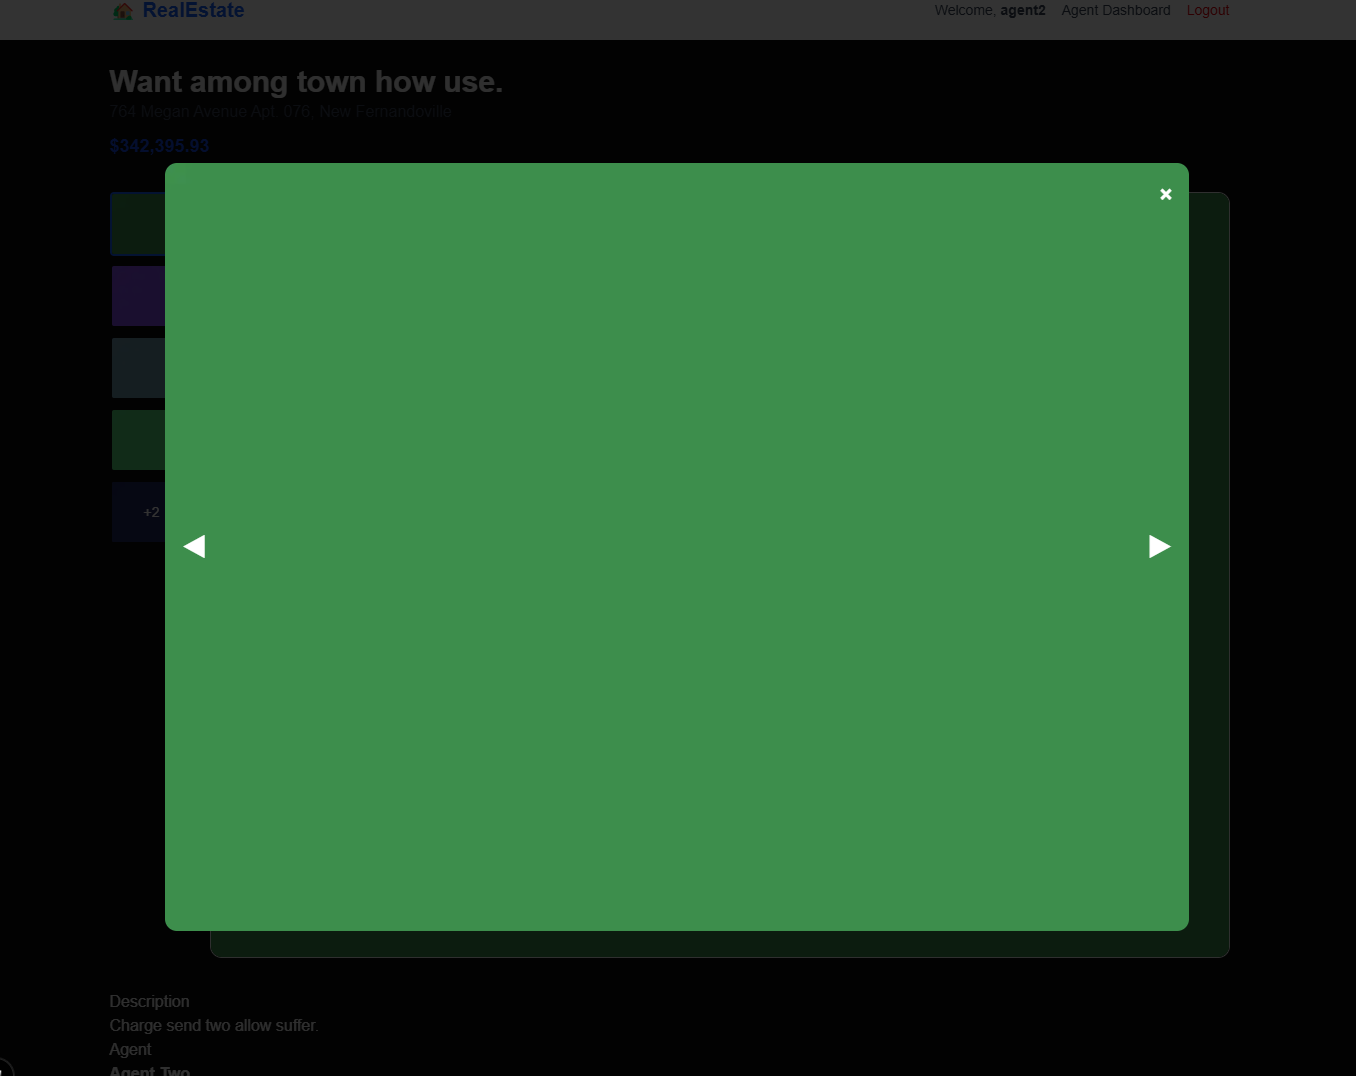 RealEstate
Welcome, agent2 Agent Dashboard Logout
Want among town how use.
764 Megan Avenue Apt. 076, New Fernandoville
$342,395.93
+2
Description
Charge send two allow suffer.
Agent
Agent Two